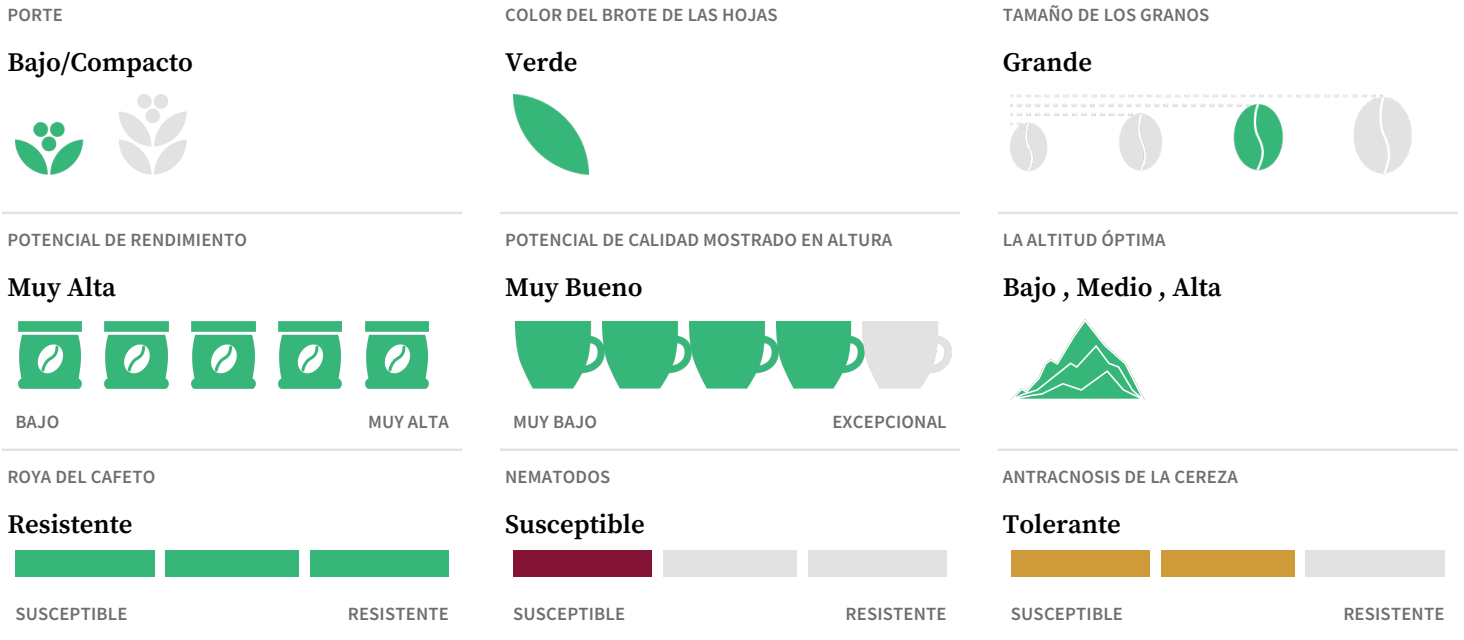 PORTE
Bajo/Compacto
COLOR DEL BROTE DE LAS HOJAS
Verde
TAMAÑO DE LOS GRANOS
Grande
POTENCIAL DE RENDIMIENTO
Muy Alta
BAJO
MUY ALTA
POTENCIAL DE CALIDAD MOSTRADO EN ALTURA
Muy Bueno
MUY BAJO
EXCEPCIONAL
LA ALTITUD ÓPTIMA
Bajo , Medio , Alta
ROYA DEL CAFETO
Resistente
SUSCEPTIBLE
RESISTENTE
NEMATODOS
Susceptible
SUSCEPTIBLE
RESISTENTE
ANTRACNOSIS DE LA CEREZA
Tolerante
SUSCEPTIBLE
RESISTENTE